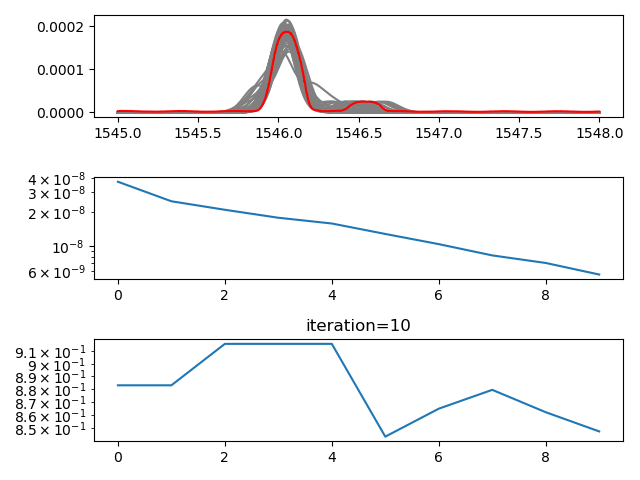 0.0002
0.0001
0.0000
1545.0 1545.5 1546.0 1546.5 1547.0 1547.5 1548.0
4 × 10⁻⁸
3 × 10⁻⁸
2 × 10⁻⁸
10⁻⁸
6 × 10⁻⁹
0 2 4 6 8
iteration=10
9.1 × 10⁻¹
9 × 10⁻¹
8.9 × 10⁻¹
8.8 × 10⁻¹
8.7 × 10⁻¹
8.6 × 10⁻¹
8.5 × 10⁻¹
0 2 4 6 8